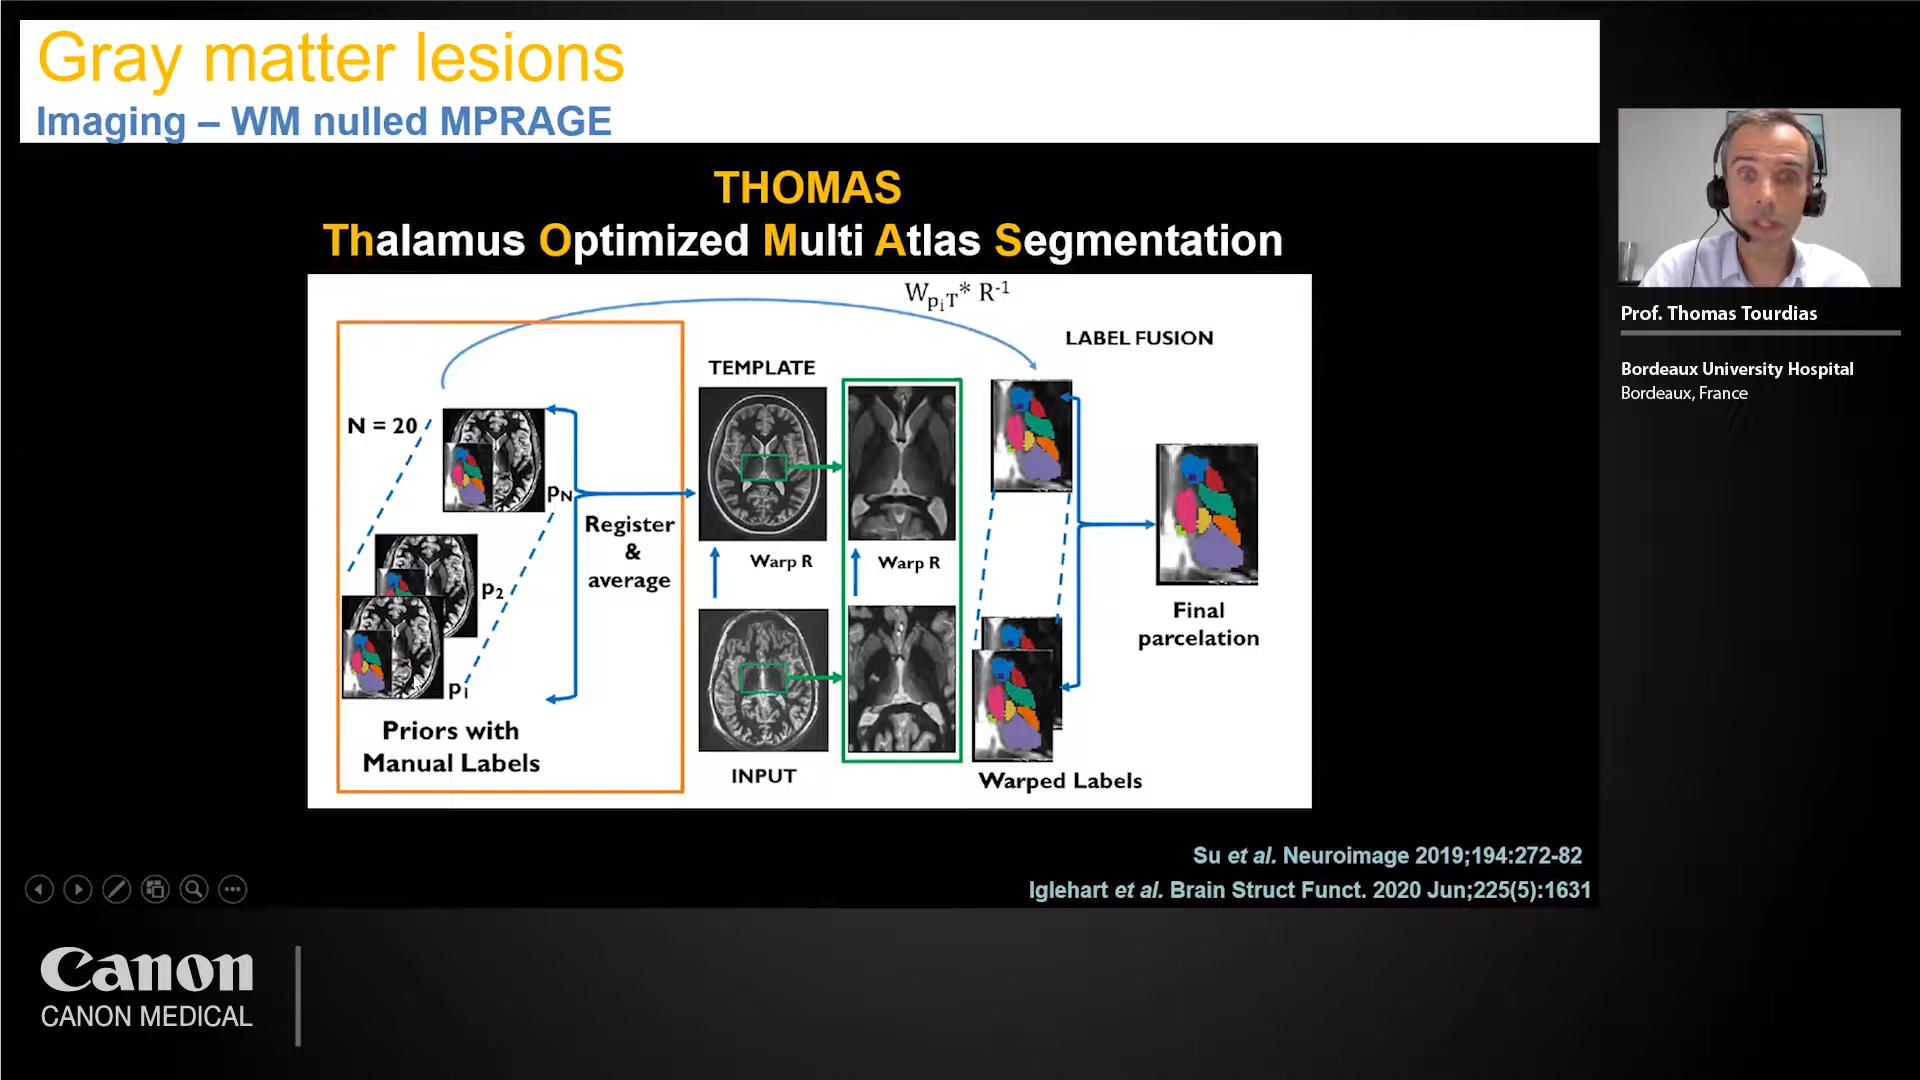 Gray matter lesions
Imaging – WM nulled MPRAGE
THOMAS
Thalamus Optimized Multi Atlas Segmentation
WpiT* R-1
LABEL FUSION
TEMPLATE
N = 20
pN
Register
&
average
Warp R
Warp R
p2
p1
Final
parcelation
Priors with
Manual Labels
INPUT
Warped Labels
Su et al. Neuroimage 2019;194:272-82
Iglehart et al. Brain Struct Funct. 2020 Jun;225(5):1631
Prof. Thomas Tourdias
Bordeaux University Hospital
Bordeaux, France
Canon
CANON MEDICAL